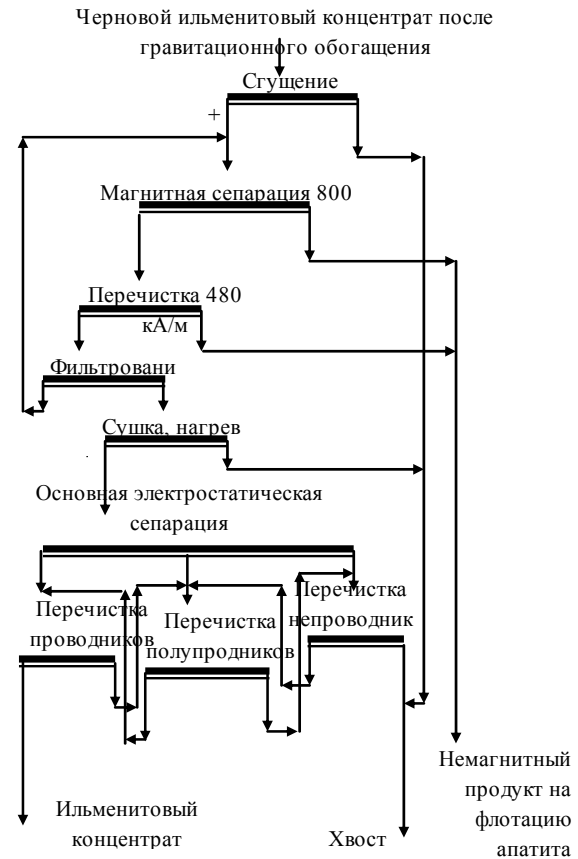 Черновой ильменитовый концентрат после
гравитационного обогащения
Сгущение
+
Магнитная сепарация 800
Перечистка 480
кА/м
Фильтровани
Сушка, нагрев
Основная электростатическая
сепарация
Перечистка
проводников
Перечистка
полупродников
Перечистка
непроводник
Ильменитовый
концентрат
Хвост
Немагнитный
продукт на
флотацию
апатита